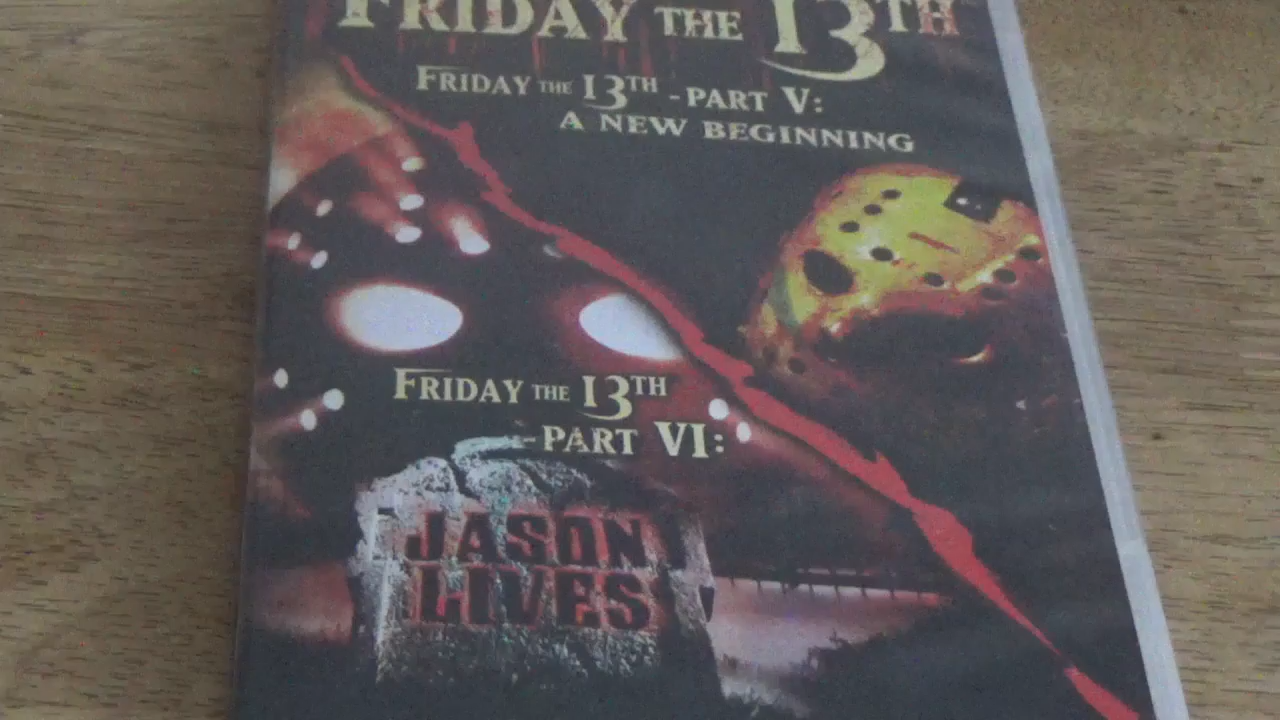 FRIDAY THE 13TH
FRIDAY THE 13TH - PART V:
A NEW BEGINNING
FRIDAY THE 13TH
- PART VI:
JASON
LIVES